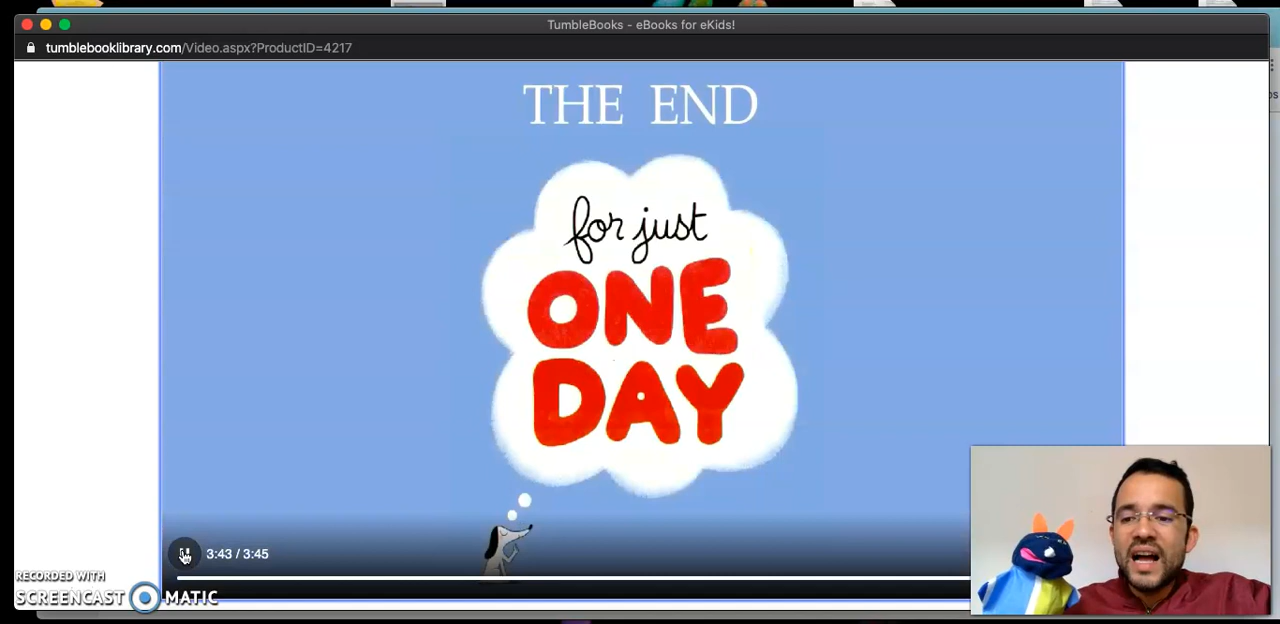 TumbleBooks - eBooks for eKids!
tumblebooklibrary.com/Video.aspx?ProductID=4217
THE END
for just
ONE
DAY
3:43 / 3:45
RECORDED WITH
SCREENCAST MATIC